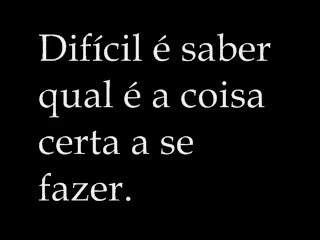 Difícil é saber
qual é a coisa
certa a se
fazer.